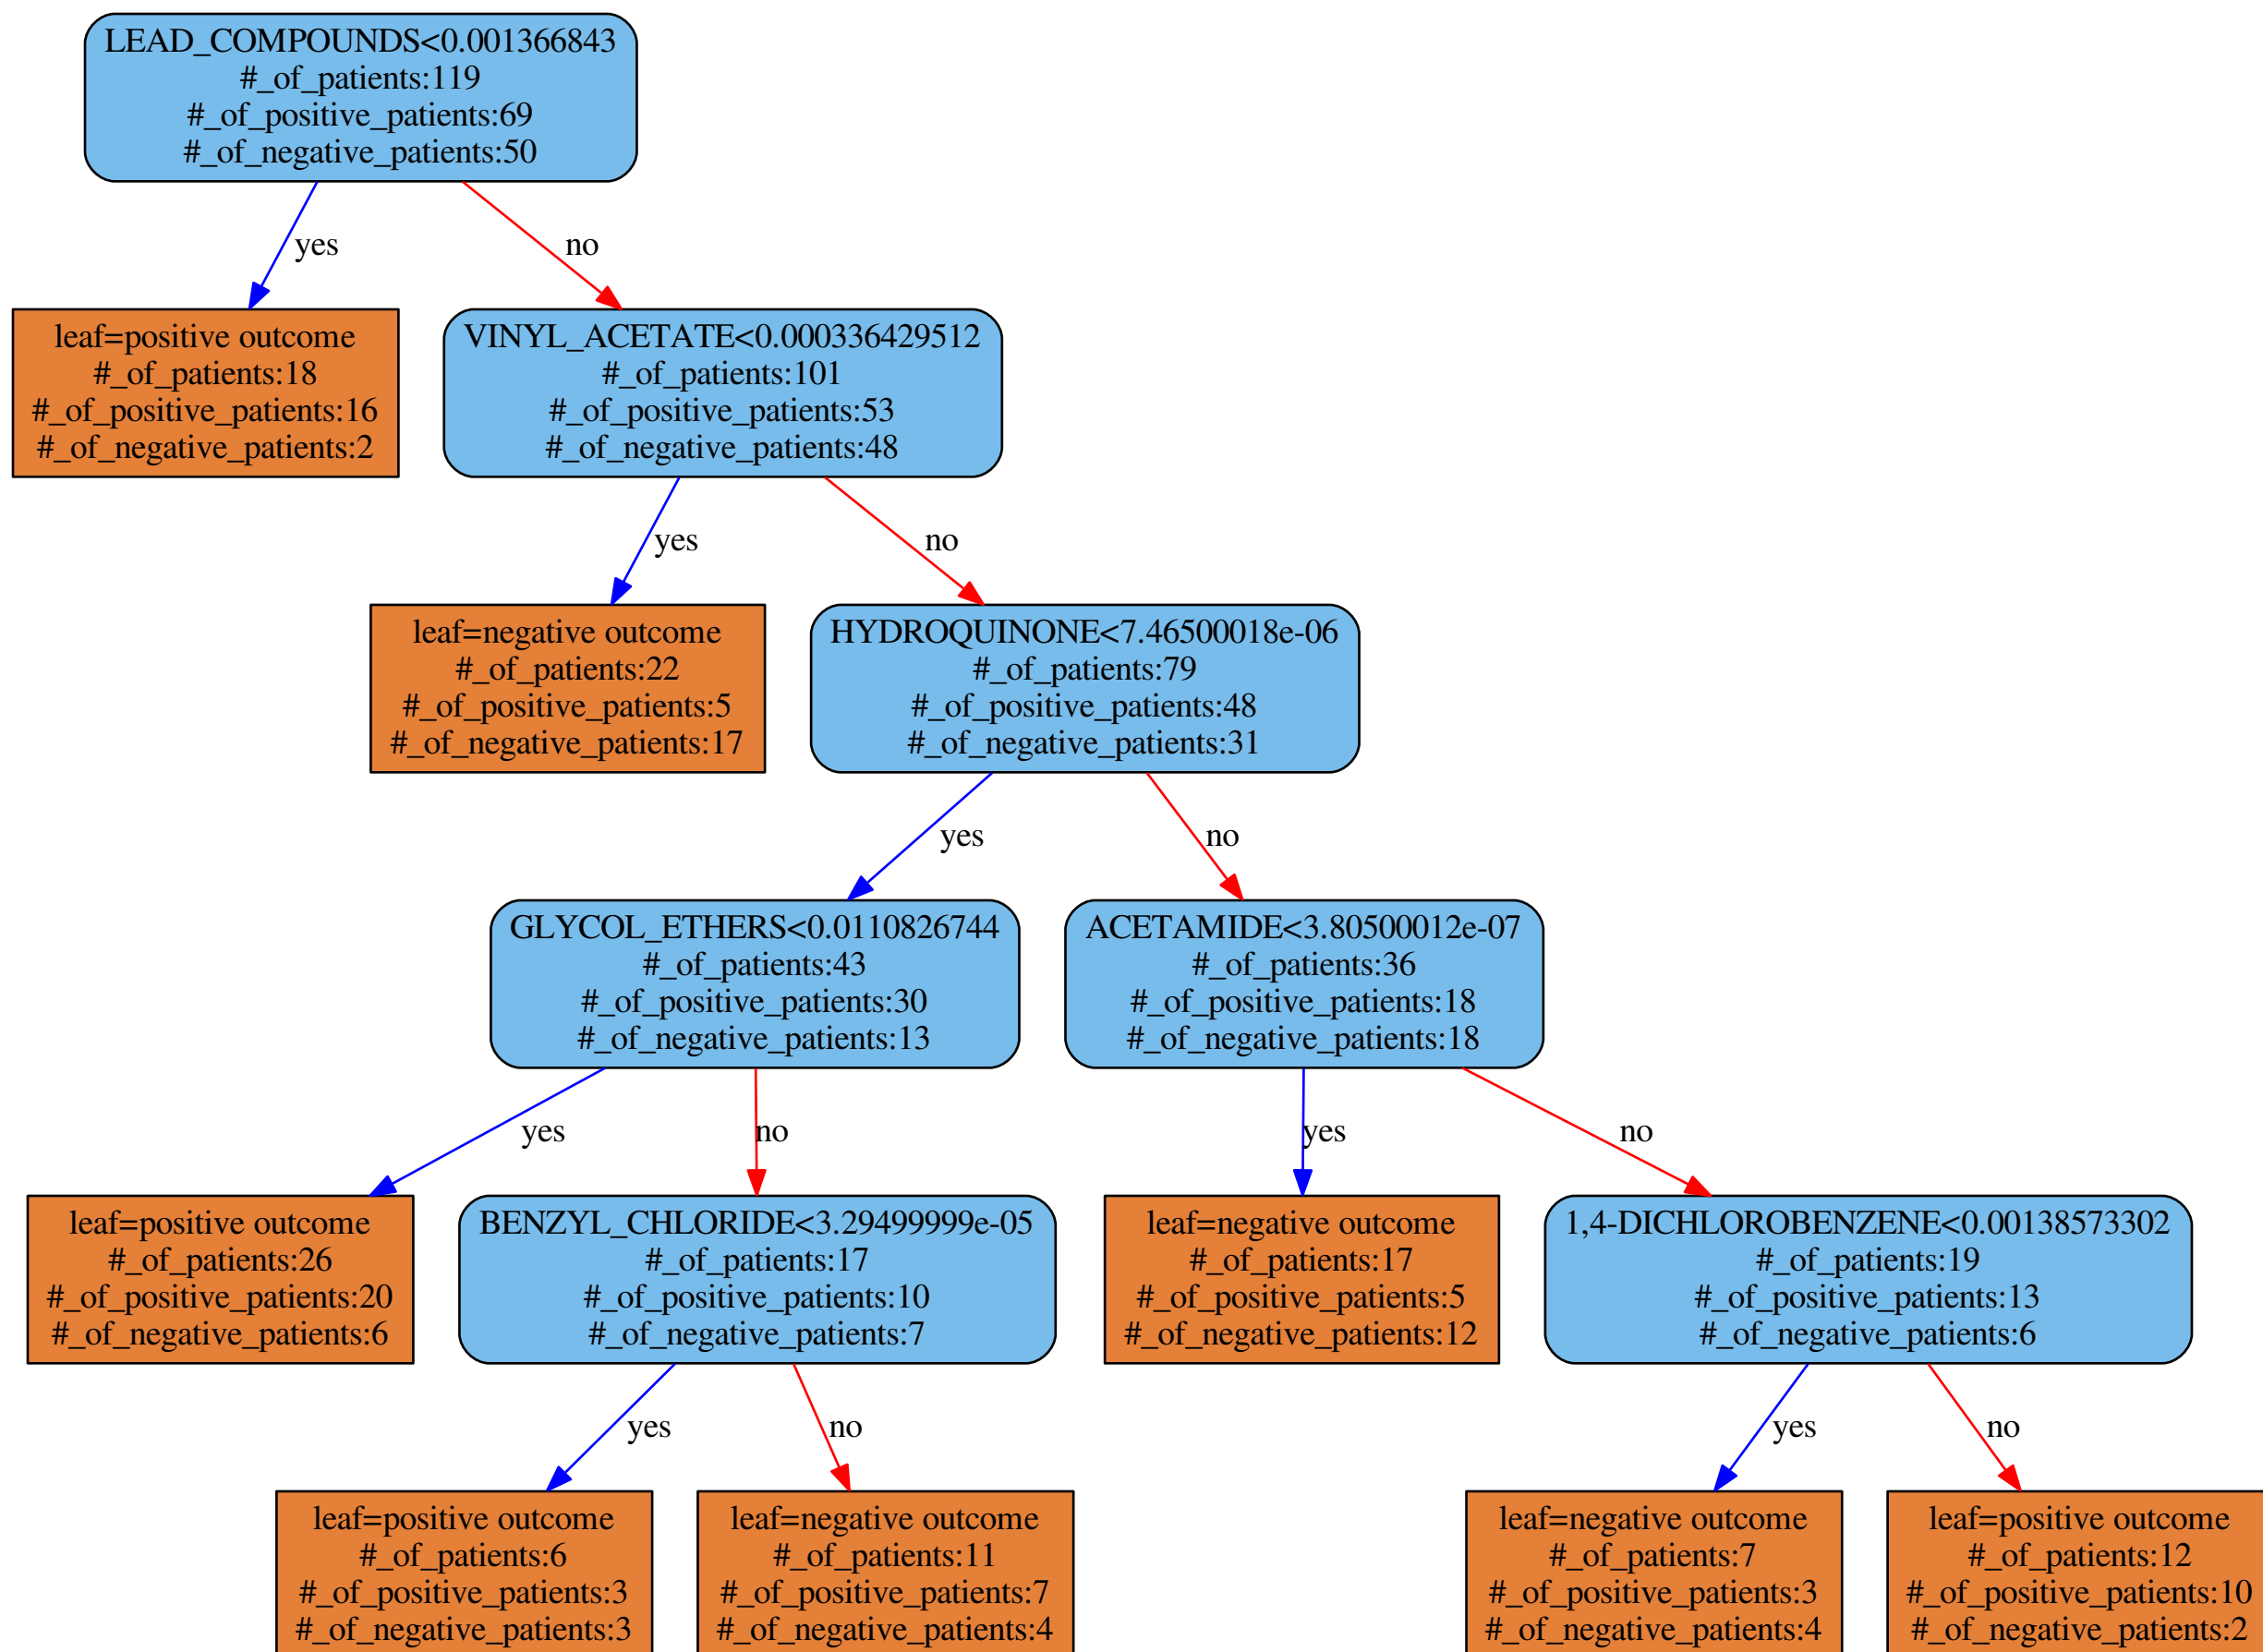 LEAD_COMPOUNDS<0.001366843
#_of_patients:119
#_of_positive_patients:69
#_of_negative_patients:50
yes
no
leaf=positive outcome
#_of_patients:18
#_of_positive_patients:16
#_of_negative_patients:2
VINYL_ACETATE<0.000336429512
#_of_patients:101
#_of_positive_patients:53
#_of_negative_patients:48
yes
no
leaf=negative outcome
#_of_patients:22
#_of_positive_patients:5
#_of_negative_patients:17
HYDROQUINONE<7.46500018e-06
#_of_patients:79
#_of_positive_patients:48
#_of_negative_patients:31
yes
no
GLYCOL_ETHERS<0.0110826744
#_of_patients:43
#_of_positive_patients:30
#_of_negative_patients:13
ACETAMIDE<3.80500012e-07
#_of_patients:36
#_of_positive_patients:18
#_of_negative_patients:18
yes
no
yes
no
leaf=positive outcome
#_of_patients:26
#_of_positive_patients:20
#_of_negative_patients:6
BENZYL_CHLORIDE<3.29499999e-05
#_of_patients:17
#_of_positive_patients:10
#_of_negative_patients:7
leaf=negative outcome
#_of_patients:17
#_of_positive_patients:5
#_of_negative_patients:12
1,4-DICHLOROBENZENE<0.00138573302
#_of_patients:19
#_of_positive_patients:13
#_of_negative_patients:6
yes
no
yes
no
leaf=positive outcome
#_of_patients:6
#_of_positive_patients:3
#_of_negative_patients:3
leaf=negative outcome
#_of_patients:11
#_of_positive_patients:7
#_of_negative_patients:4
leaf=negative outcome
#_of_patients:7
#_of_positive_patients:3
#_of_negative_patients:4
leaf=positive outcome
#_of_patients:12
#_of_positive_patients:10
#_of_negative_patients:2